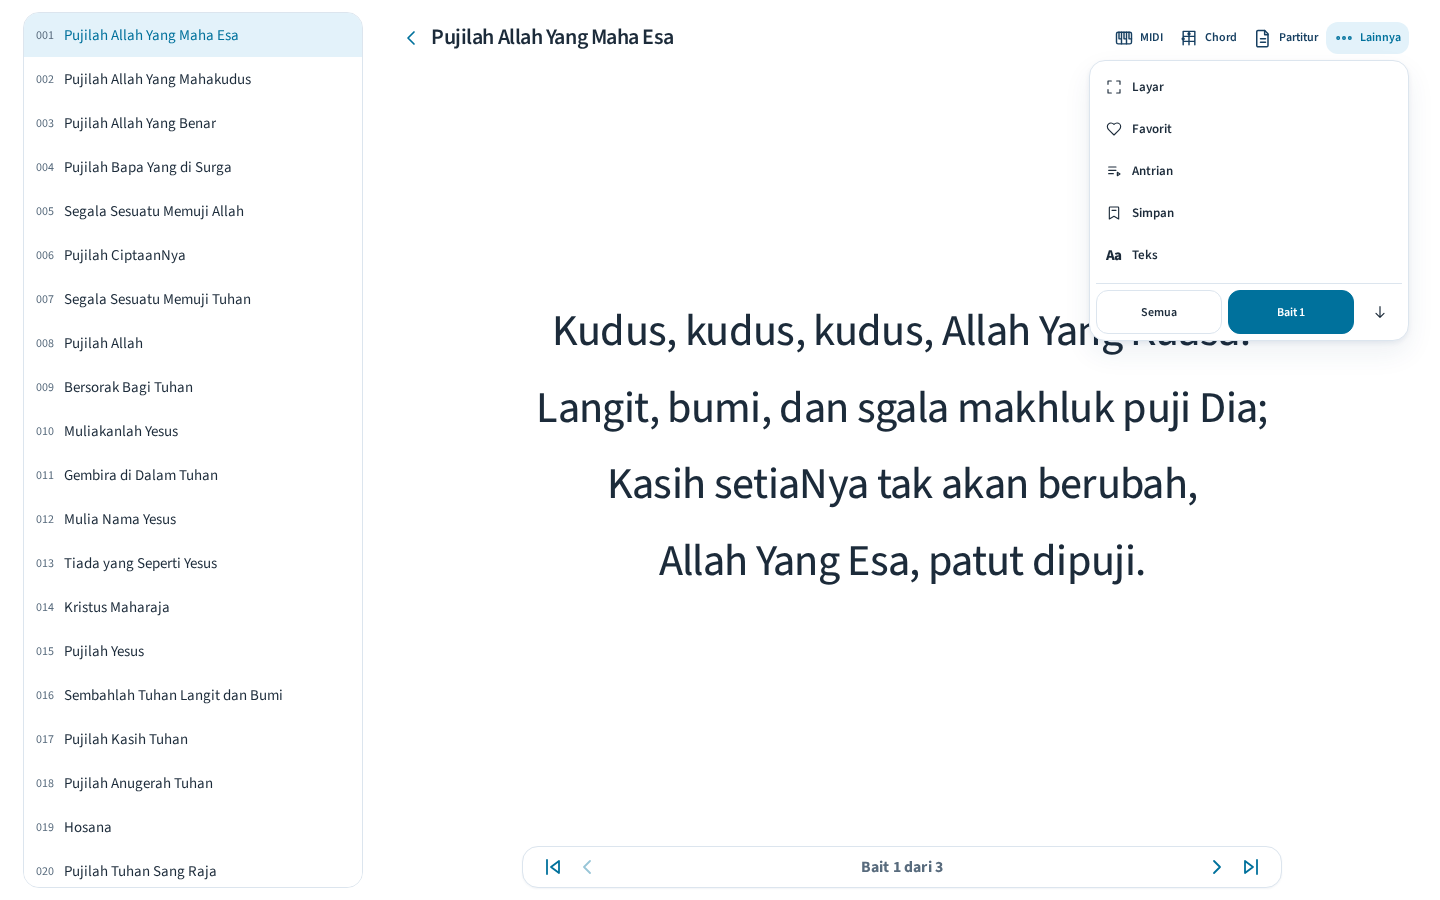 001 Pujilah Allah Yang Maha Esa
002 Pujilah Allah Yang Mahakudus
003 Pujilah Allah Yang Benar
004 Pujilah Bapa Yang di Surga
005 Segala Sesuatu Memuji Allah
006 Pujilah CiptaanNya
007 Segala Sesuatu Memuji Tuhan
008 Pujilah Allah
009 Bersorak Bagi Tuhan
010 Muliakanlah Yesus
011 Gembira di Dalam Tuhan
012 Mulia Nama Yesus
013 Tiada yang Seperti Yesus
014 Kristus Maharaja
015 Pujilah Yesus
016 Sembahlah Tuhan Langit dan Bumi
017 Pujilah Kasih Tuhan
018 Pujilah Anugerah Tuhan
019 Hosana
020 Pujilah Tuhan Sang Raja
Pujilah Allah Yang Maha Esa
MIDI Chord Partitur Lainnya
Layar
Favorit
Antrian
Simpan
Aa Teks
Semua Bait 1
Kudus, kudus, kudus, Allah Yang
Langit, bumi, dan sgala makhluk puji Dia;
Kasih setiaNya tak akan berubah,
Allah Yang Esa, patut dipuji.
Bait 1 dari 3